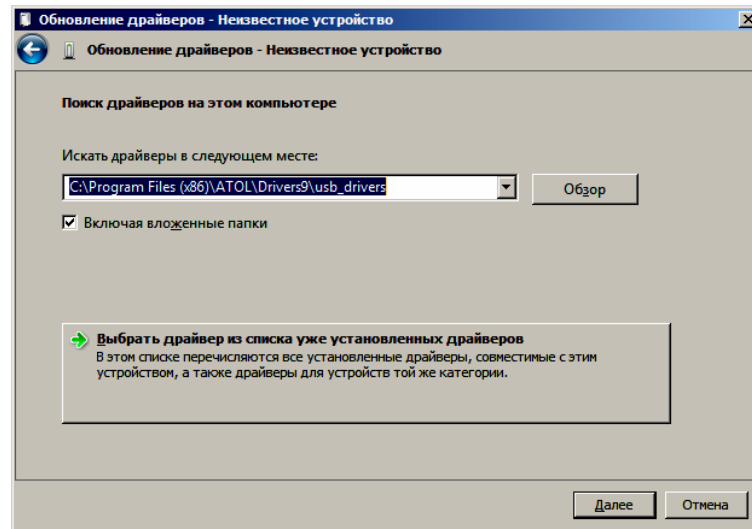 Обновление драйверов - Неизвестное устройство
Обновление драйверов - Неизвестное устройство
Поиск драйверов на этом компьютере
Искать драйверы в следующем месте:
C:\Program Files (x86)\ATOL\Drivers9\usb_drivers
Обзор
Включая вложенные папки
Выбрать драйвер из списка уже установленных драйверов
В этом списке перечисляются все установленные драйверы, совместимые с этим
устройством, а также драйверы для устройств той же категории.
Далее
Отмена